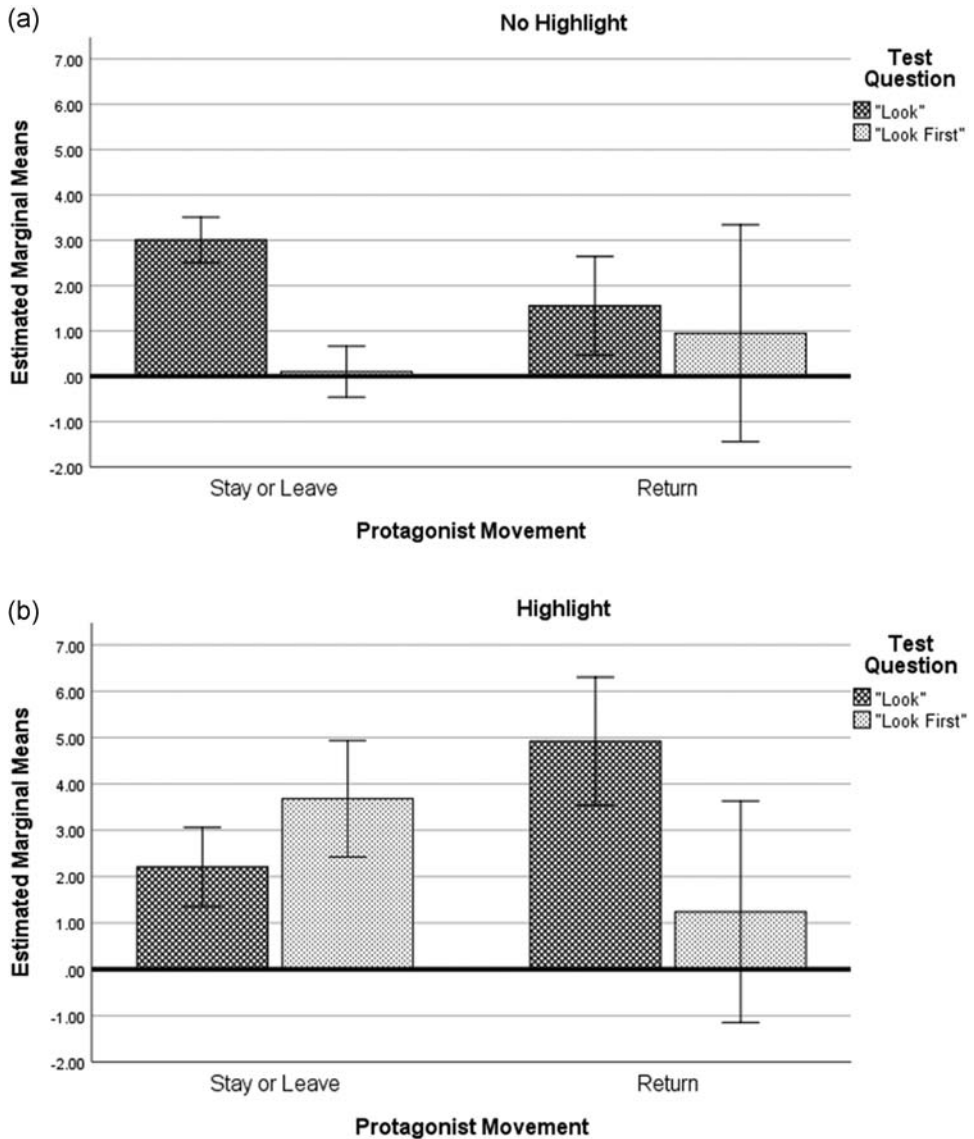 (a)
No Highlight
7.00
6.00
5.00
4.00
3.00
2.00
1.00
.00
-1.00
-2.00
Estimated Marginal Means
Test
Question
"Look"
"Look First"
Stay or Leave
Return
Protagonist Movement
(b)
Highlight
7.00
6.00
5.00
4.00
3.00
2.00
1.00
.00
-1.00
-2.00
Estimated Marginal Means
Test
Question
"Look"
"Look First"
Stay or Leave
Return
Protagonist Movement